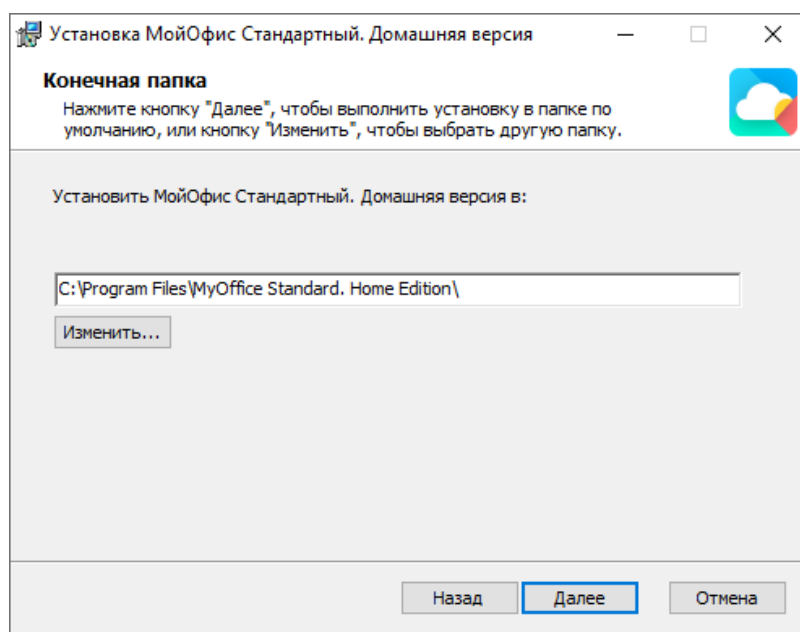 Установка МойОфис Стандартный. Домашняя версия
Конечная папка
Нажмите кнопку "Далее", чтобы выполнить установку в папке по
умолчанию, или кнопку "Изменить", чтобы выбрать другую папку.
Установить МойОфис Стандартный. Домашняя версия в:
C:\Program Files\MyOffice Standard. Home Edition\
Изменить...
Назад
Далее
Отмена